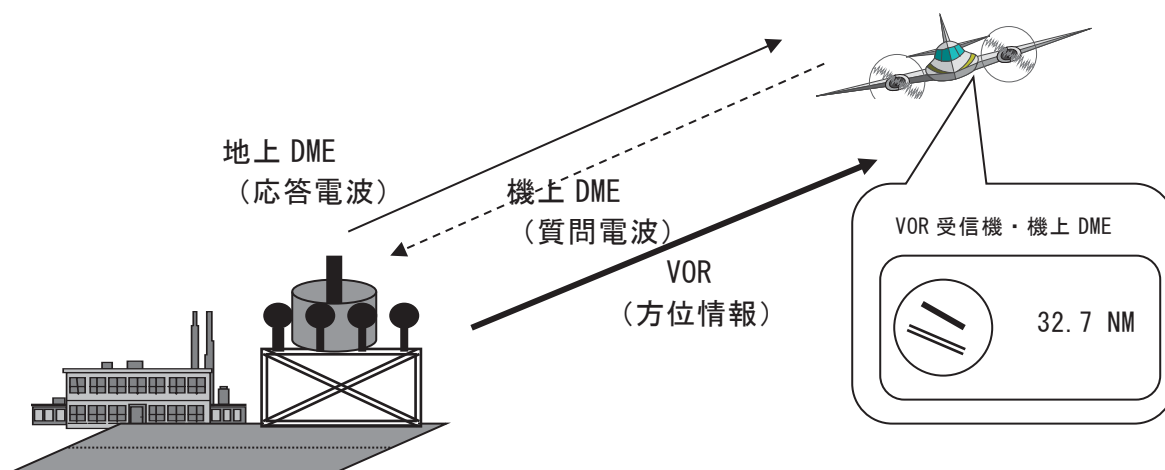 地上 DME
（応答電波）
機上 DME
（質問電波）
VOR
（方位情報）
VOR 受信機・機上 DME
32.7 NM